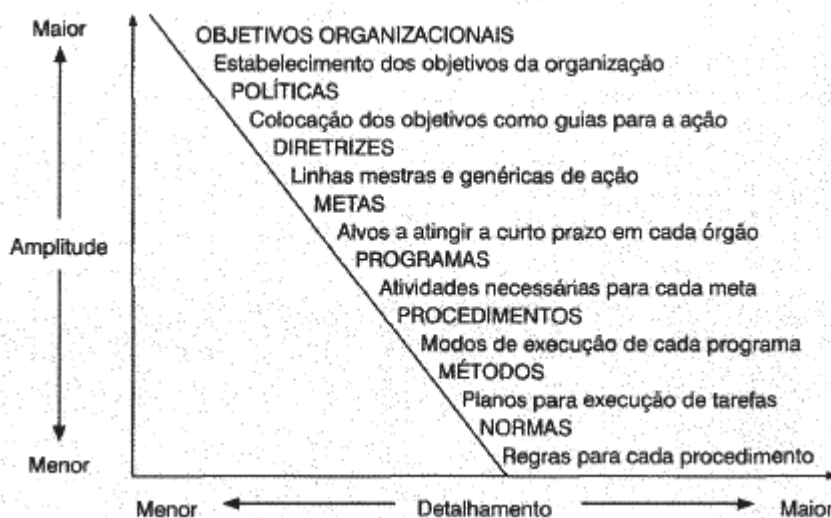 Maior
OBJETIVOS ORGANIZACIONAIS
Estabelecimento dos objetivos da organização
POLÍTICAS
Colocação dos objetivos como guias para a ação
DIRETRIZES
Linhas mestras e genéricas de ação
METAS
Alvos a atingir a curto prazo em cada órgão
Amplitude
PROGRAMAS
Atividades necessárias para cada meta
PROCEDIMENTOS
Modos de execução de cada programa
MÉTODOS
Planos para execução de tarefas
NORMAS
Regras para cada procedimento
Menor
Menor Detalhamento Maior